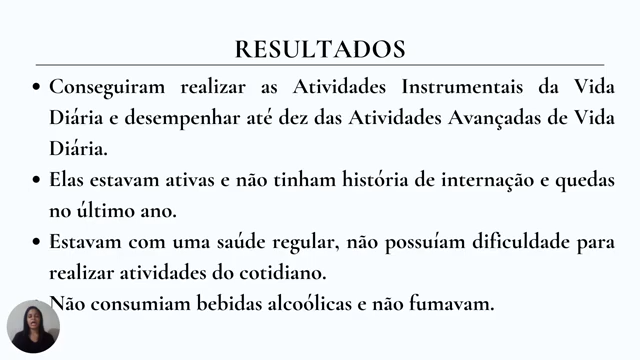 RESULTADOS
• Conseguiram realizar as Atividades Instrumentais da Vida
Diária e desempenhar até dez das Atividades Avançadas de Vida
Diária.
• Elas estavam ativas e não tinham história de internação e quedas
no último ano.
• Estavam com uma saúde regular, não possuíam dificuldade para
realizar atividades do cotidiano.
Não consumiam bebidas alcoólicas e não fumavam.